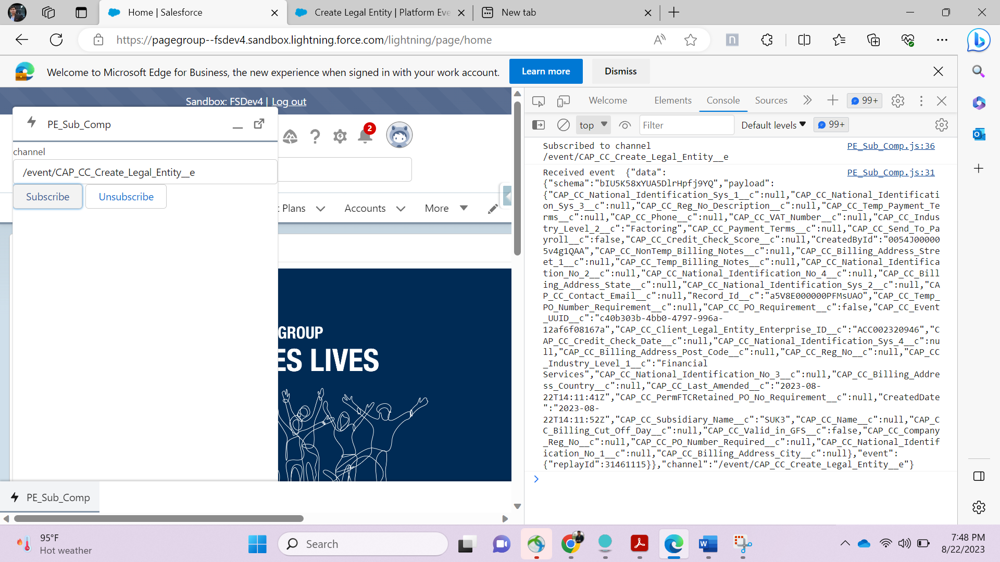 Home | Salesforce
Create Legal Entity | Platform Eve
New tab
https://pagegroup--fsdev4.sandbox.lightning.force.com/lightning/page/home
Welcome to Microsoft Edge for Business, the new experience when signed in with your work account.
Learn more
Dismiss
Sandbox: FSDev4 | Log out
PE_Sub_Comp
2
channel
/event/CAP_CC_Create_Legal_Entity__e
Subscribe
Unsubscribe
t Plans
Accounts
More
GROUP
ES LIVES
PE_Sub_Comp
Welcome
Elements
Console
Sources
99+
top
Filter
Default levels
99+
Subscribed to channel PE_Sub_Comp.js:36
/event/CAP_CC_Create_Legal_Entity__e
Received event {"data": PE_Sub_Comp.js:31
{"schema":"bIU5K58xYUA5DlrHpfj9YQ","payload":
{"CAP_CC_National_Identification_Sys_1__c":null,"CAP_CC_National_Identificati
on_Sys_3__c":null,"CAP_CC_Reg_No_Description__c":null,"CAP_CC_Temp_Payment_Te
rms__c":null,"CAP_CC_Phone__c":null,"CAP_CC_VAT_Number__c":null,"CAP_CC_Indus
try_Level_2__c":"Factoring","CAP_CC_Payment_Terms__c":null,"CAP_CC_Send_To_Pa
yroll__c":false,"CAP_CC_Credit_Check_Score__c":null,"CreatedById":"0054J00000
5v4g1QAA","CAP_CC_NonTemp_Billing_Notes__c":null,"CAP_CC_Billing_Address_Stre
et_1__c":null,"CAP_CC_Temp_Billing_Notes__c":null,"CAP_CC_National_Identifica
tion_No_2__c":null,"CAP_CC_National_Identification_No_4__c":null,"CAP_CC_Bill
ing_Address_State__c":null,"CAP_CC_National_Identification_Sys_2__c":null,"CA
P_CC_Contact_Email__c":null,"Record_Id__c":"a5V8E000000PFMsUAO","CAP_CC_Temp_
PO_Number_Requirement__c":null,"CAP_CC_PO_Requirement__c":false,"CAP_CC_Event
_UUID__c":"c40b303b-4bb0-4797-996a-
12af6f08167a","CAP_CC_Client_Legal_Entity_Enterprise_ID__c":"ACC002320946","C
AP_CC_Credit_Check_Date__c":null,"CAP_CC_National_Identification_Sys_4__c":nu
ll,"CAP_CC_Billing_Address_Post_Code__c":null,"CAP_CC_Reg_No__c":null,"CAP_CC
_Industry_Level_1__c":"Financial
Services","CAP_CC_National_Identification_No_3__c":null,"CAP_CC_Billing_Addre
ss_Country__c":null,"CAP_CC_Last_Amended__c":"2023-08-
22T14:11:41Z","CAP_CC_PermFTCRetained_PO_No_Requirement__c":null,"CreatedDate
":"2023-08-
22T14:11:52Z","CAP_CC_Subsidiary_Name__c":"SUK3","CAP_CC_Name__c":null,"CAP_C
C_Billing_Cut_Off_Day__c":null,"CAP_CC_Valid_in_GFS__c":false,"CAP_CC_Company
_Reg_No__c":null,"CAP_CC_PO_Number_Required__c":null,"CAP_CC_National_Identif
ication_No_1__c":null,"CAP_CC_Billing_Address_City__c":null},"event":
{"replayId":31461115}},"channel":"/event/CAP_CC_Create_Legal_Entity__e"}
95°F
Hot weather
Search
7:48 PM
8/22/2023